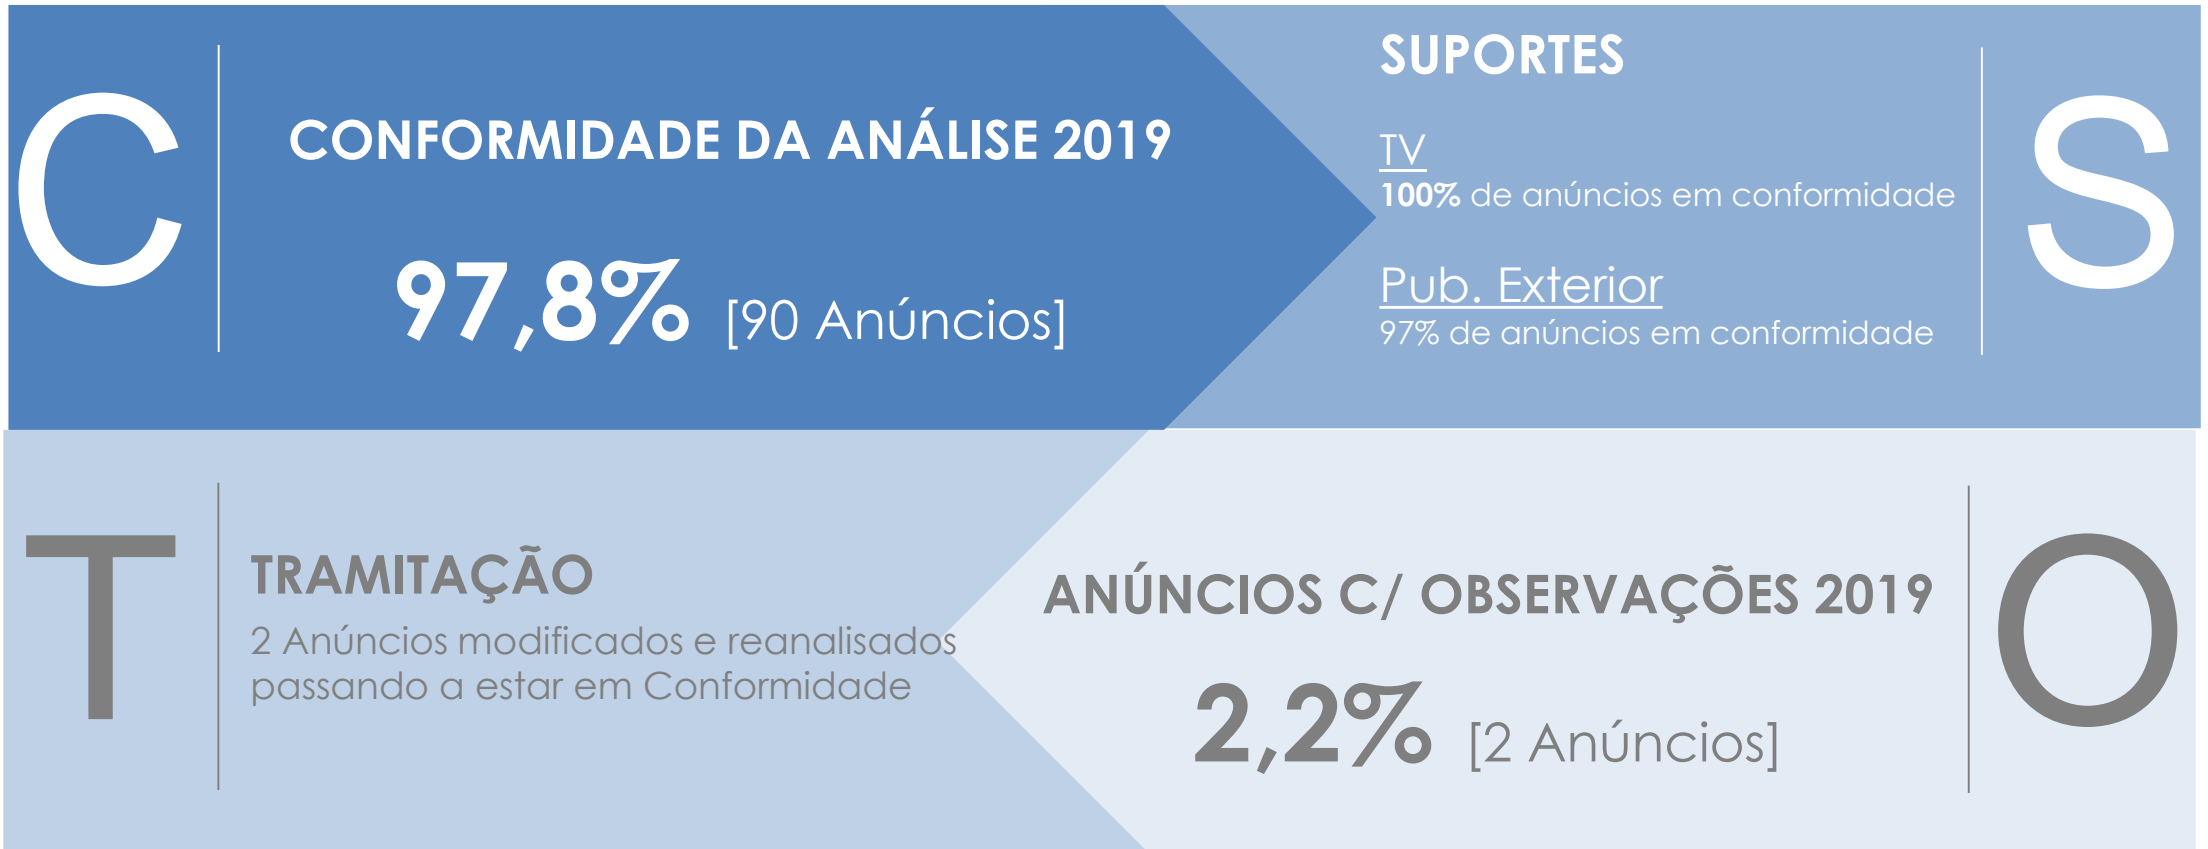 C
CONFORMIDADE DA ANÁLISE 2019
97,8% [90 Anúncios]
SUPORTES
TV
100% de anúncios em conformidade
Pub. Exterior
97% de anúncios em conformidade
S
T
TRAMITAÇÃO
2 Anúncios modificados e reanalisados
passando a estar em Conformidade
ANÚNCIOS C/ OBSERVAÇÕES 2019
2,2% [2 Anúncios]
O